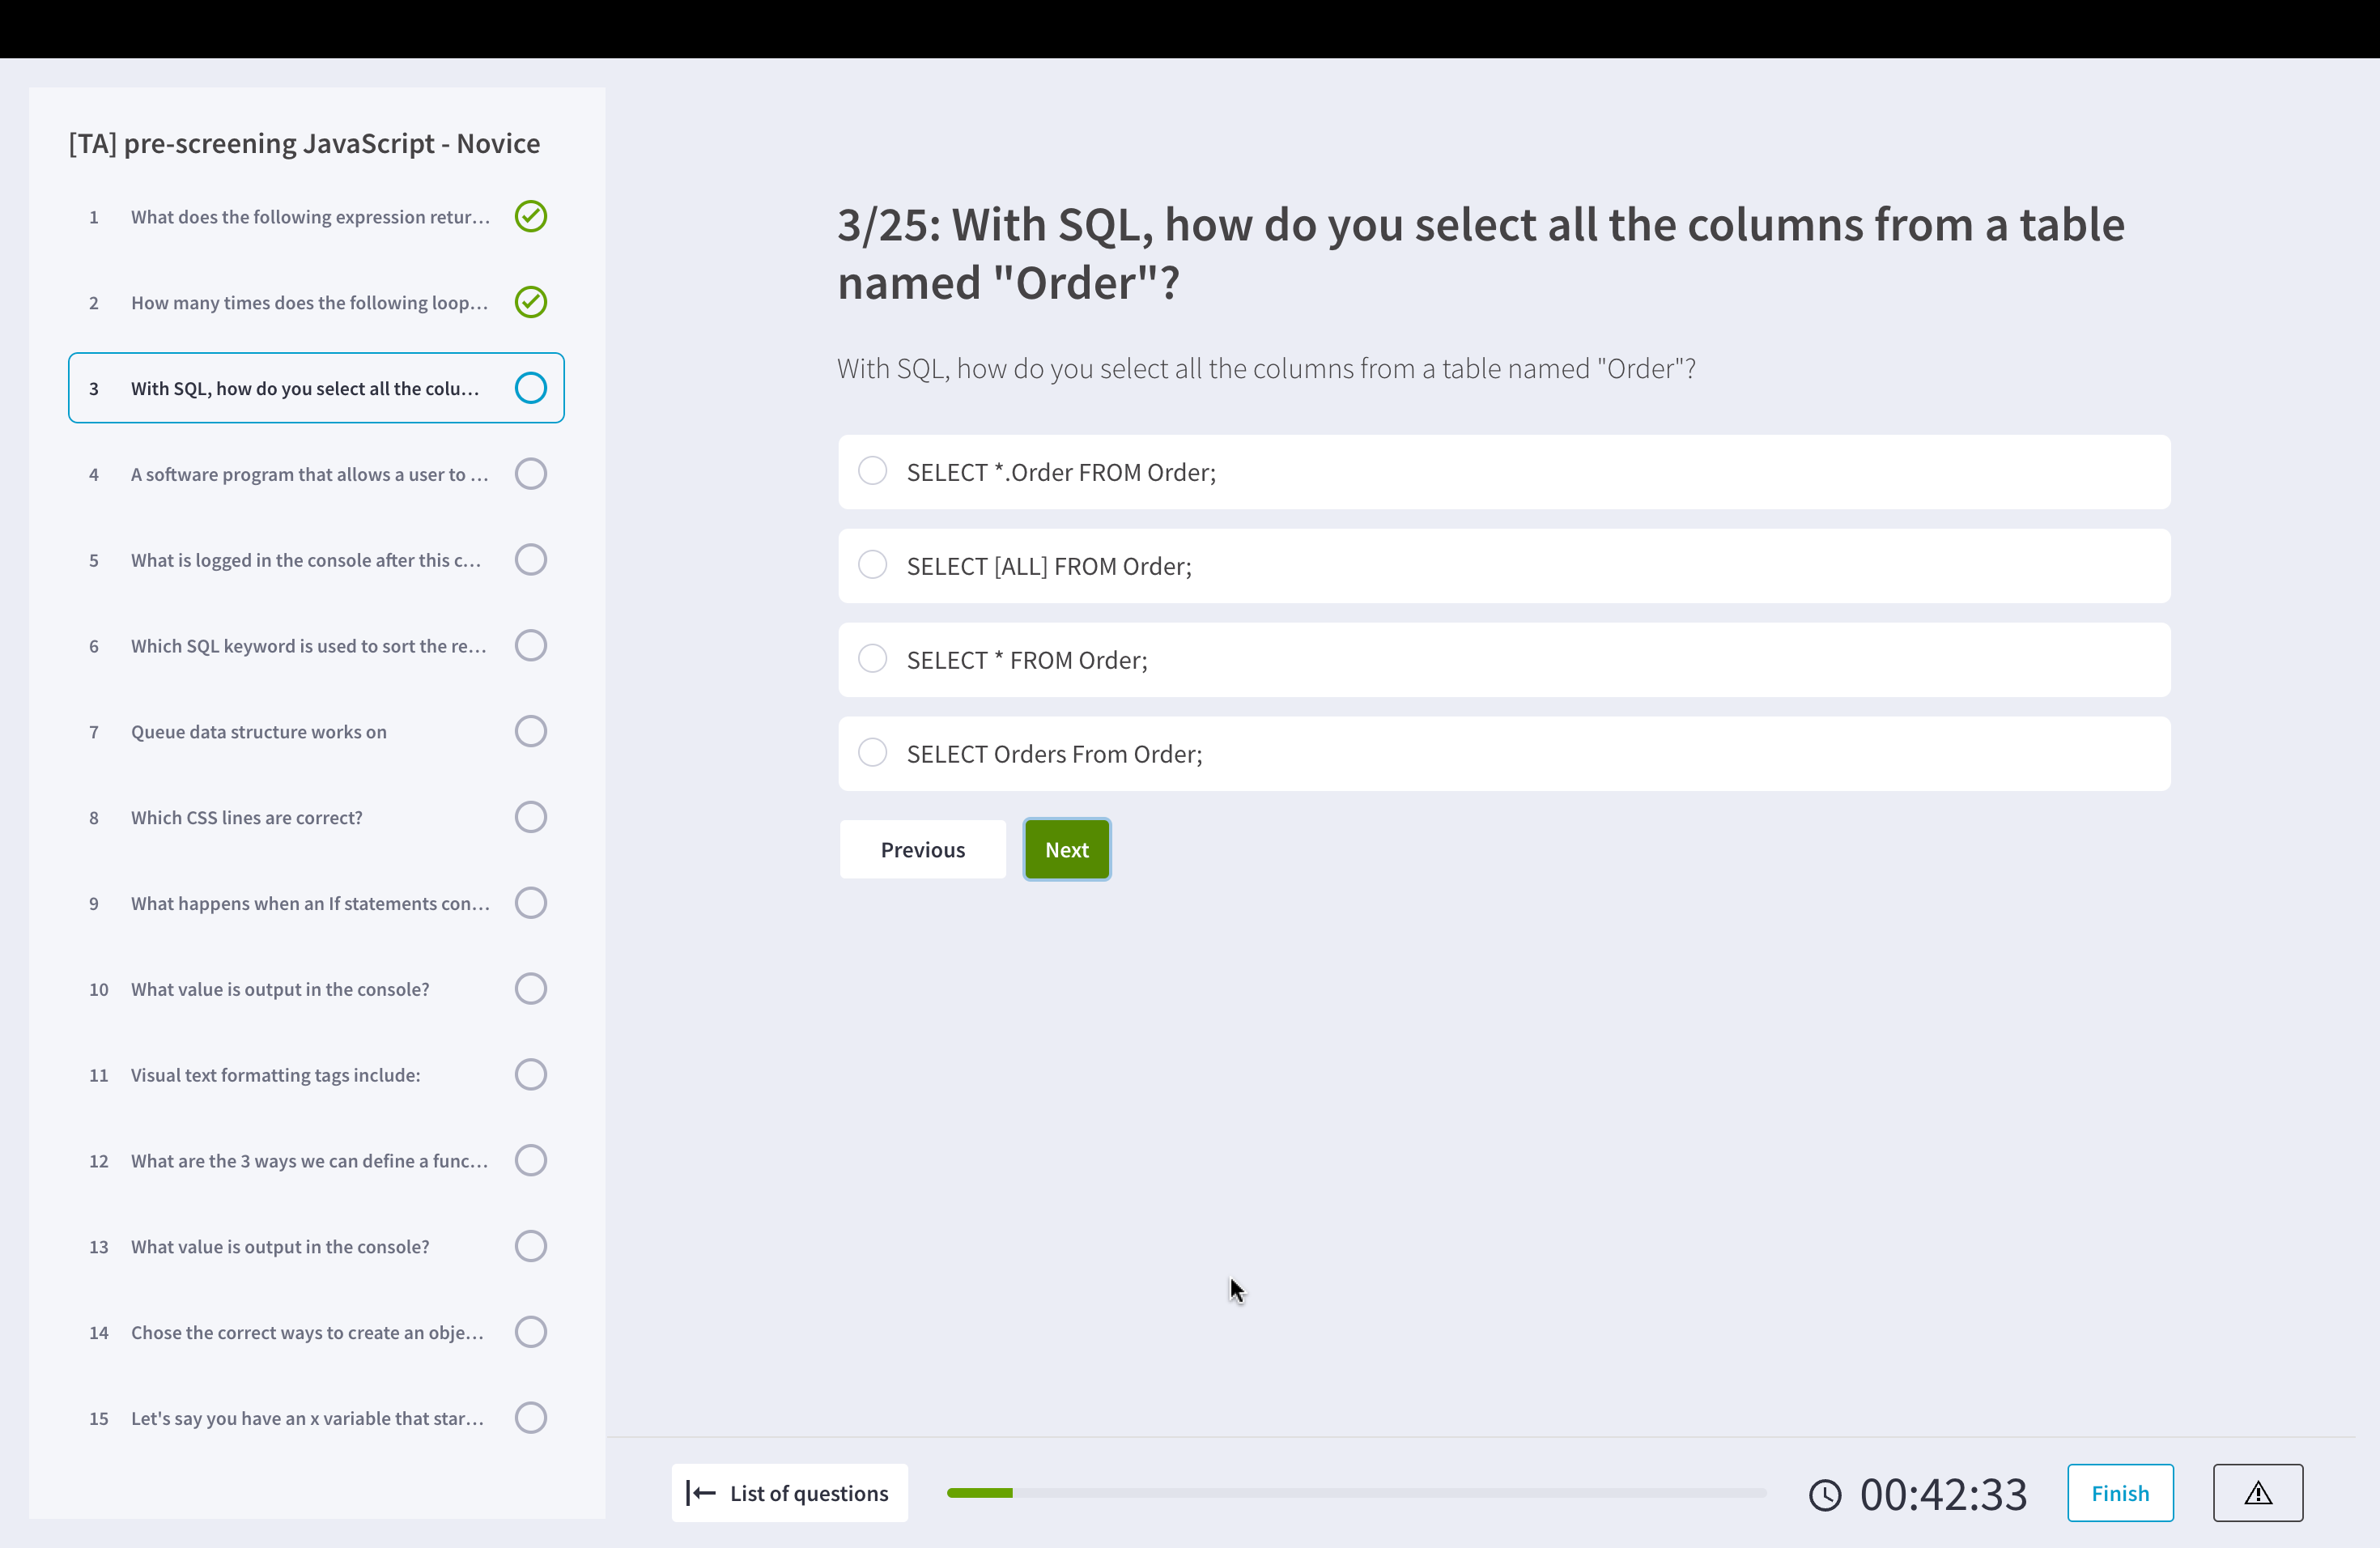 [TA] pre-screening JavaScript - Novice
1 What does the following expression retur...
2 How many times does the following loop...
3 With SQL, how do you select all the colu...
4 A software program that allows a user to ...
5 What is logged in the console after this c...
6 Which SQL keyword is used to sort the re...
7 Queue data structure works on
8 Which CSS lines are correct?
9 What happens when an If statements con...
10 What value is output in the console?
11 Visual text formatting tags include:
12 What are the 3 ways we can define a func...
13 What value is output in the console?
14 Chose the correct ways to create an obje...
15 Let's say you have an x variable that star...
3/25: With SQL, how do you select all the columns from a table
named "Order"?
With SQL, how do you select all the columns from a table named "Order"?
SELECT *.Order FROM Order;
SELECT [ALL] FROM Order;
SELECT * FROM Order;
SELECT Orders From Order;
Previous Next
List of questions 00:42:33 Finish